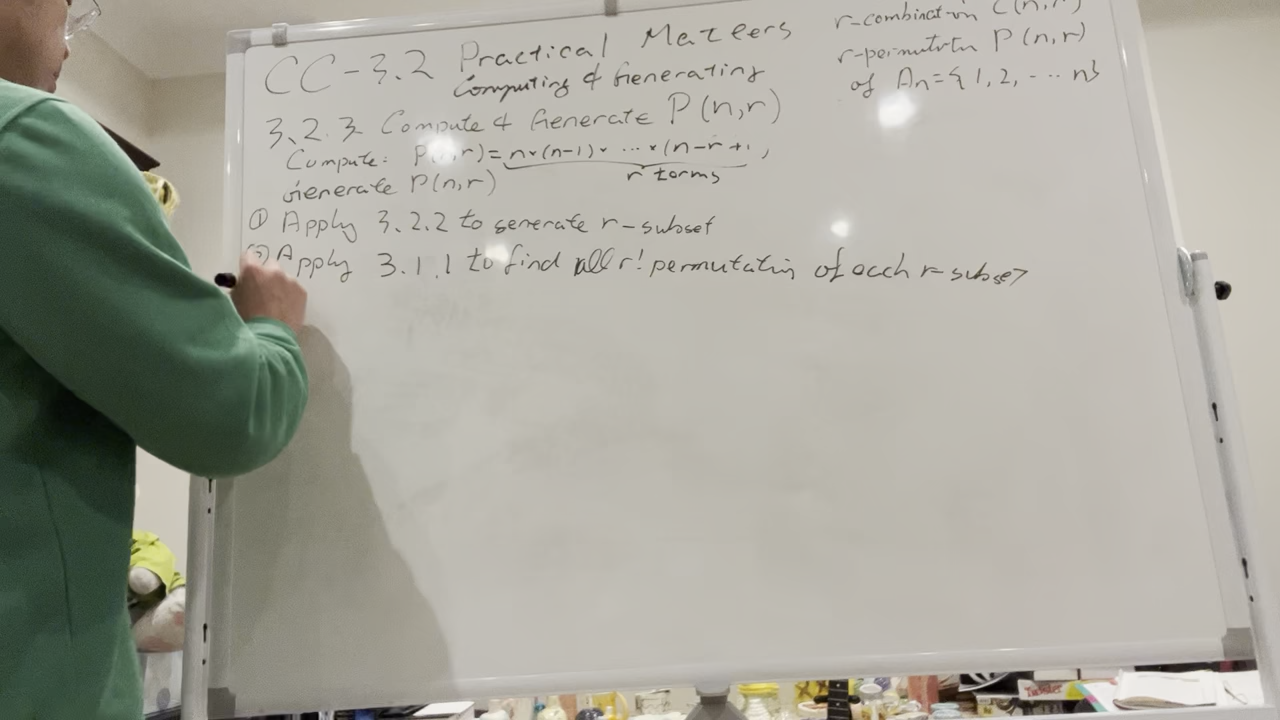 CC-3.2 Practical Matters
Computing & Generating
r-combination C(n,r)
r-permutatn P(n,r)
of An={1,2,...n}
3.2.3 Compute & Generate P(n,r)
Compute: P(n,r)=n×(n-1)×...×(n-r+1,
r terms
Generate P(n,r)
① Apply 3.2.2 to generate r-subset
② Apply 3.1.1 to find all r! permutatin of each r-subset